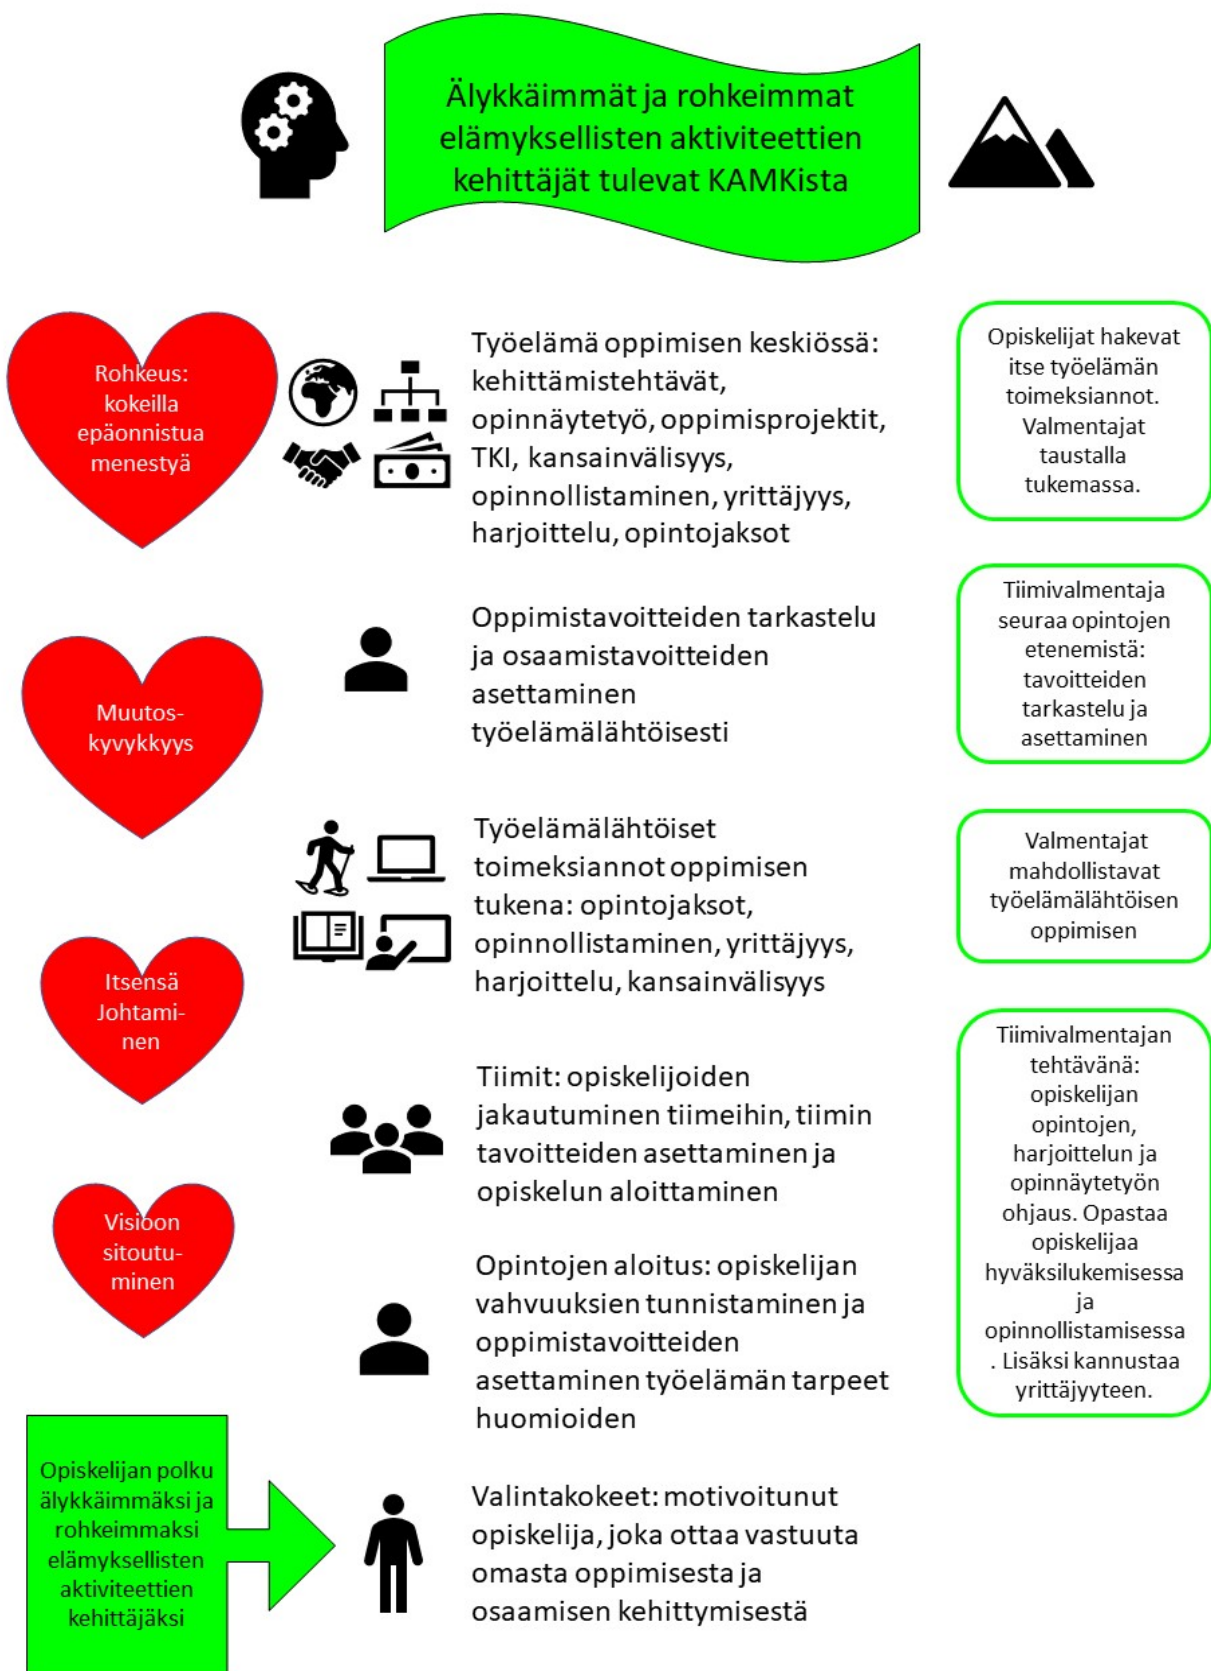 Älykkäimmät ja rohkeimmat
elämyksellisten aktiviteettien
kehittäjät tulevat KAMKista
Rohkeus:
kokeilla
epäonnistua
menestyä
Työelämä oppimisen keskiössä:
kehittämistehtävät,
opinnäytetyö, oppimisprojektit,
TKI, kansainvälisyys,
opinnollistaminen, yrittäjyys,
harjoittelu, opintojaksot
Opiskelijat hakevat
itse työelämän
toimeksiannot.
Valmentajat
taustalla
tukemassa.
Muutos-
kyvykkyys
Oppimistavoitteiden tarkastelu
ja osaamistavoitteiden
asettaminen
työelämälähtöisesti
Tiimivalmentaja
seuraa opintojen
etenemistä:
tavoitteiden
tarkastelu ja
asettaminen
Itsensä
Johtami-
nen
Työelämälähtöiset
toimeksiannot oppimisen
tukena: opintojaksot,
opinnollistaminen, yrittäjyys,
harjoittelu, kansainvälisyys
Valmentajat
mahdollistavat
työelämälähtöisen
oppimisen
Visioon
sitoutu-
minen
Tiimit: opiskelijoiden
jakautuminen tiimeihin, tiimin
tavoitteiden asettaminen ja
opiskelun aloittaminen
Tiimivalmentajan
tehtävänä:
opiskelijan
opintojen,
harjoittelun ja
opinnäytetyön
ohjaus. Opastaa
opiskelijaa
hyväksilukemisessa
ja
opinnollistamisessa
. Lisäksi kannustaa
yrittäjyyteen.
Opintojen aloitus: opiskelijan
vahvuuksien tunnistaminen ja
oppimistavoitteiden
asettaminen työelämän tarpeet
huomioiden
Opiskelijan polku
älykkäimmäksi ja
rohkeimmaksi
elämyksellisten
aktiviteettien
kehittäjäksi
Valintakokeet: motivoitunut
opiskelija, joka ottaa vastuuta
omasta oppimisesta ja
osaamisen kehittymisestä